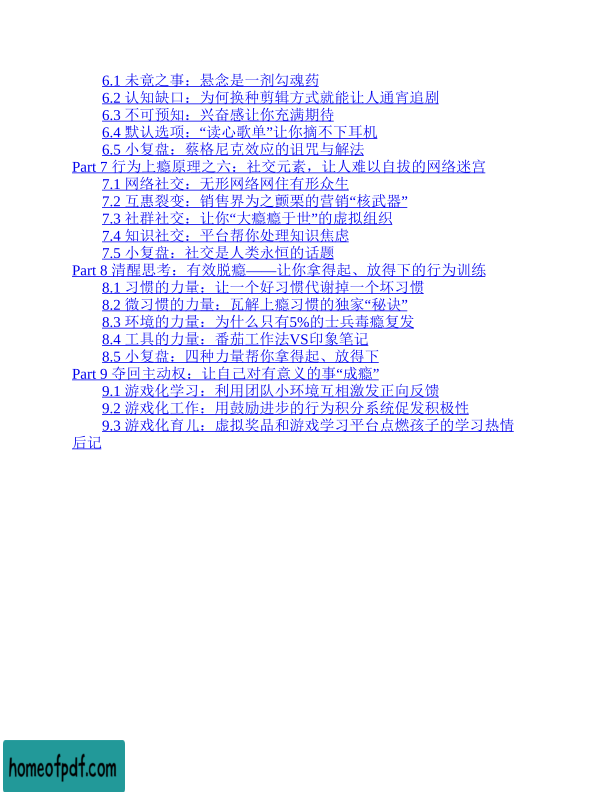 6.1 未竟之事：悬念是一剂勾魂药
6.2 认知缺口：为何换种剪辑方式就能让人通宵追剧
6.3 不可预知：兴奋感让你充满期待
6.4 默认选项：“读心歌单”让你摘不下耳机
6.5 小复盘：蔡格尼克效应的诅咒与解法
Part 7 行为上瘾原理之六：社交元素，让人难以自拔的网络迷宫
7.1 网络社交：无形网络网住有形众生
7.2 互惠裂变：销售界为之颤栗的营销“核武器”
7.3 社群社交：让你“大瘾瘾于世”的虚拟组织
7.4 知识社交：平台帮你处理知识焦虑
7.5 小复盘：社交是人类永恒的话题
Part 8 清醒思考：有效脱瘾——让你拿得起、放得下的行为训练
8.1 习惯的力量：让一个好习惯代谢掉一个坏习惯
8.2 微习惯的力量：瓦解上瘾习惯的独家“秘诀”
8.3 环境的力量：为什么只有5%的士兵毒瘾复发
8.4 工具的力量：番茄工作法VS印象笔记
8.5 小复盘：四种力量帮你拿得起、放得下
Part 9 夺回主动权：让自己对有意义的事“成瘾”
9.1 游戏化学习：利用团队小环境互相激发正向反馈
9.2 游戏化工作：用鼓励进步的行为积分系统促发积极性
9.3 游戏化育儿：虚拟奖品和游戏学习平台点燃孩子的学习热情
后记
homeofpdf.com